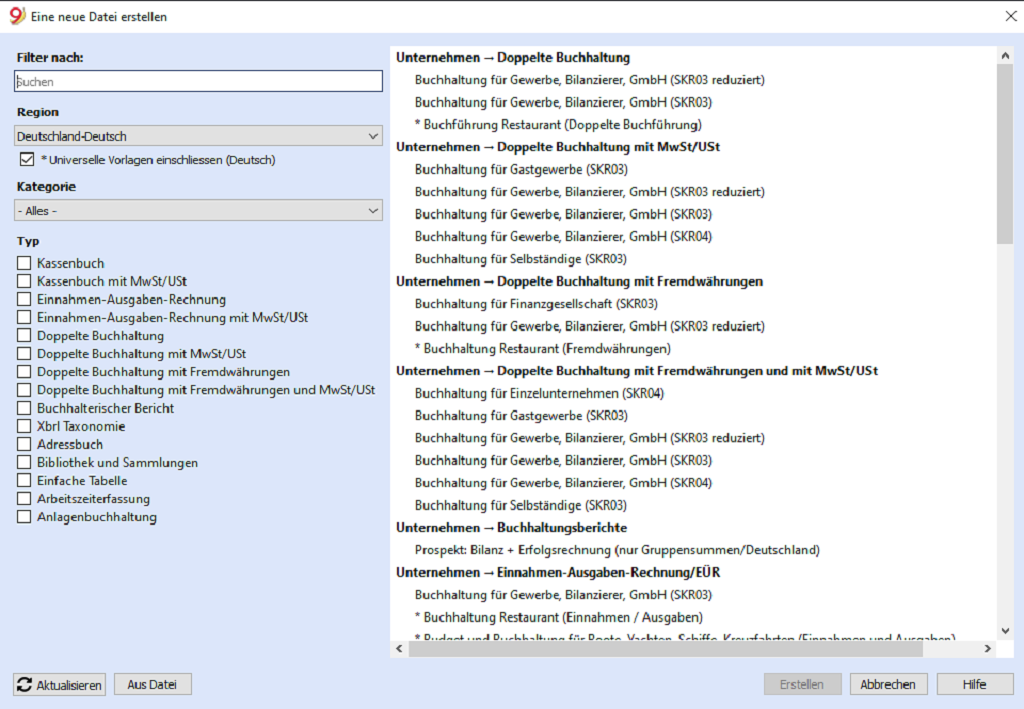 Eine neue Datei erstellen
Filter nach:
Suchen
Region
Deutschland-Deutsch
* Universelle Vorlagen einschliessen (Deutsch)
Kategorie
- Alles -
Typ
Kassenbuch
Kassenbuch mit MwSt/USt
Einnahmen-Ausgaben-Rechnung
Einnahmen-Ausgaben-Rechnung mit MwSt/USt
Doppelte Buchhaltung
Doppelte Buchhaltung mit MwSt/USt
Doppelte Buchhaltung mit Fremdwährungen
Doppelte Buchhaltung mit Fremdwährungen und MwSt/USt
Buchhalterischer Bericht
Xbrl Taxonomie
Adressbuch
Bibliothek und Sammlungen
Einfache Tabelle
Arbeitszeiterfassung
Anlagenbuchhaltung
Unternehmen → Doppelte Buchhaltung
Buchhaltung für Gewerbe, Bilanzierer, GmbH (SKR03 reduziert)
Buchhaltung für Gewerbe, Bilanzierer, GmbH (SKR03)
* Buchführung Restaurant (Doppelte Buchführung)
Unternehmen → Doppelte Buchhaltung mit MwSt/USt
Buchhaltung für Gastgewerbe (SKR03)
Buchhaltung für Gewerbe, Bilanzierer, GmbH (SKR03 reduziert)
Buchhaltung für Gewerbe, Bilanzierer, GmbH (SKR03)
Buchhaltung für Gewerbe, Bilanzierer, GmbH (SKR04)
Buchhaltung für Selbständige (SKR03)
Unternehmen → Doppelte Buchhaltung mit Fremdwährungen
Buchhaltung für Finanzgesellschaft (SKR03)
Buchhaltung für Gewerbe, Bilanzierer, GmbH (SKR03 reduziert)
* Buchhaltung Restaurant (Fremdwährungen)
Unternehmen → Doppelte Buchhaltung mit Fremdwährungen und mit MwSt/USt
Buchhaltung für Einzelunternehmen (SKR04)
Buchhaltung für Gastgewerbe (SKR03)
Buchhaltung für Gewerbe, Bilanzierer, GmbH (SKR03 reduziert)
Buchhaltung für Gewerbe, Bilanzierer, GmbH (SKR03)
Buchhaltung für Gewerbe, Bilanzierer, GmbH (SKR04)
Buchhaltung für Selbständige (SKR03)
Unternehmen → Buchhaltungsberichte
Prospekt: Bilanz + Erfolgsrechnung (nur Gruppensummen/Deutschland)
Unternehmen → Einnahmen-Ausgaben-Rechnung/EÜR
Buchhaltung für Gewerbe, Bilanzierer, GmbH (SKR03)
* Buchhaltung Restaurant (Einnahmen / Ausgaben)
* Budget und Buchhaltung für Boote, Yachten, Schiffe, Kreuzfahrten (Einnahmen und Ausgaben)
Aktualisieren
Aus Datei
Erstellen
Abbrechen
Hilfe